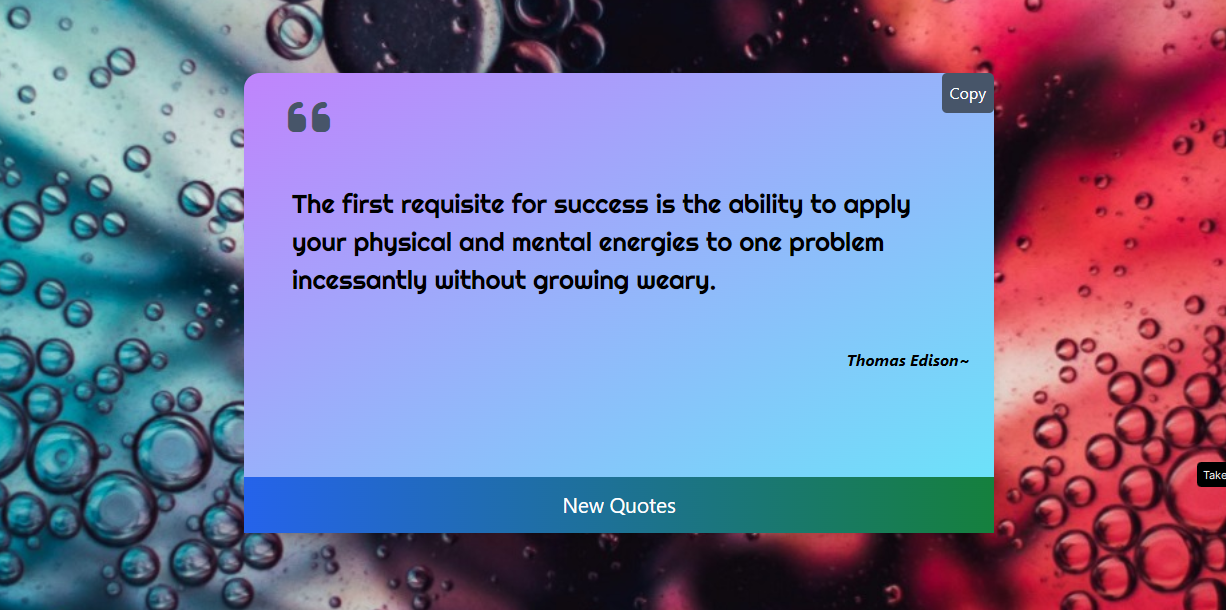 Copy
The first requisite for success is the ability to apply
your physical and mental energies to one problem
incessantly without growing weary.
Thomas Edison~
Take
New Quotes